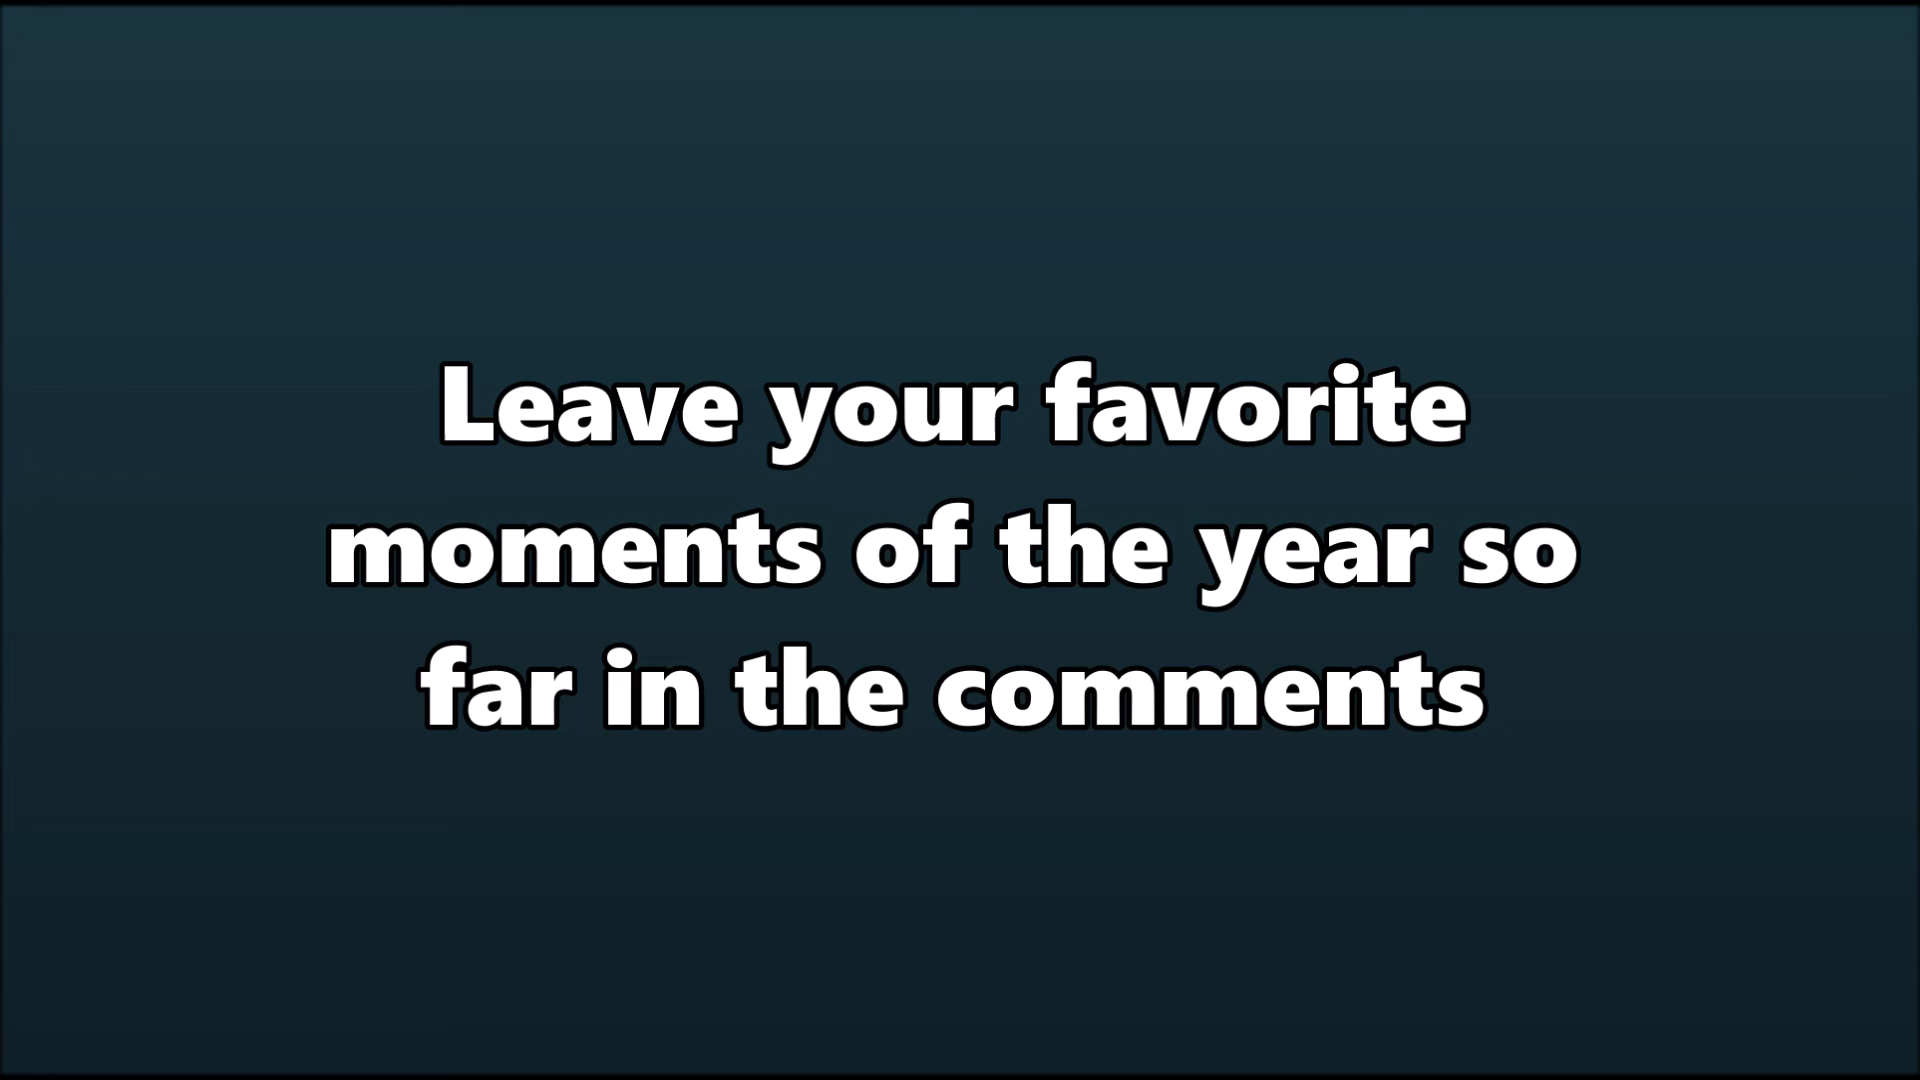 Leave your favorite
moments of the year so
far in the comments